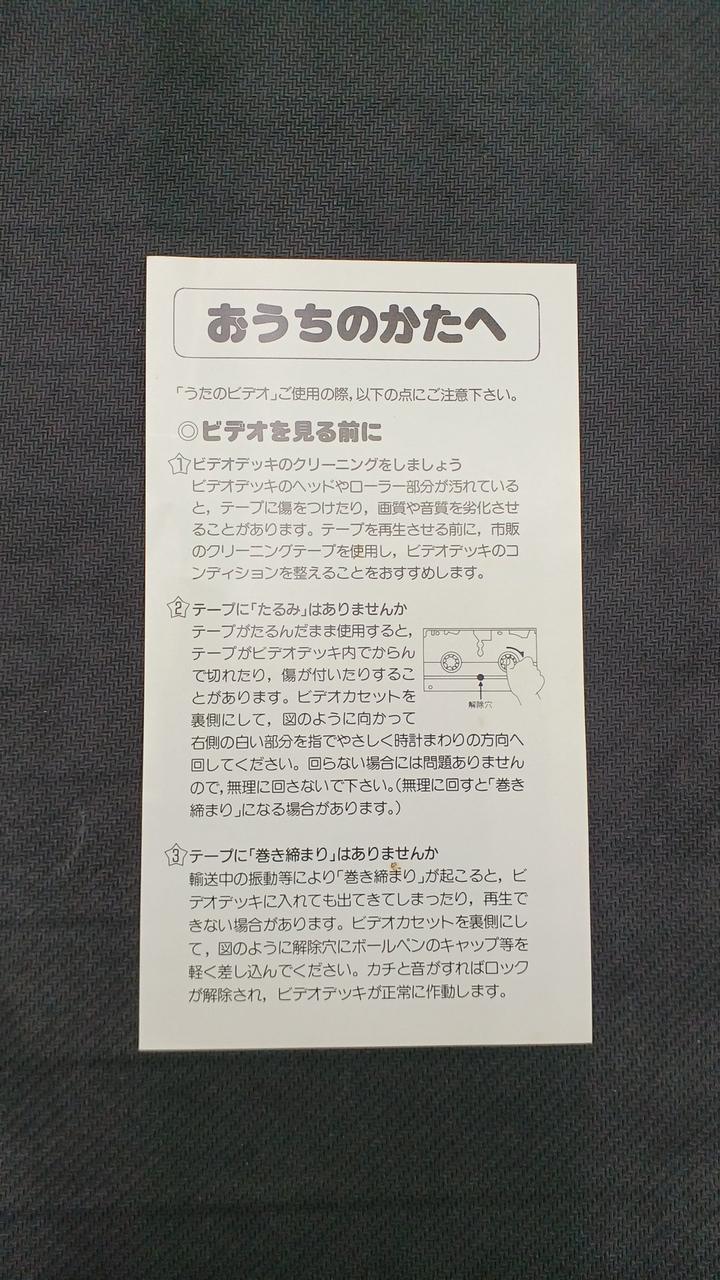 おうちのかたへ
「うたのビデオ」ご使用の際,以下の点にご注意下さい。
◎ビデオを見る前に
1 ビデオデッキのクリーニングをしましょう
ビデオデッキのヘッドやローラー部分が汚れている
と,テープに傷をつけたり,画質や音質を劣化させ
ることがあります。テープを再生させる前に,市販
のクリーニングテープを使用し,ビデオデッキのコ
ンディションを整えることをおすすめします。
2 テープに「たるみ」はありませんか
テープがたるんだまま使用すると,
テープがビデオデッキ内でからん
で切れたり,傷が付いたりするこ
とがあります。ビデオカセットを
裏側にして,図のように向かって
右側の白い部分を指でやさしく時計まわりの方向へ
回してください。回らない場合には問題ありません
ので,無理に回さないで下さい。(無理に回すと「巻き
締まり」になる場合があります。)
解除穴
3 テープに「巻き締まり」はありませんか
輸送中の振動等により「巻き締まり」が起こると,ビ
デオデッキに入れても出てきてしまったり,再生で
きない場合があります。ビデオカセットを裏側にし
て,図のように解除穴にボールペンのキャップ等を
軽く差し込んでください。カチと音がすればロック
が解除され,ビデオデッキが正常に作動します。